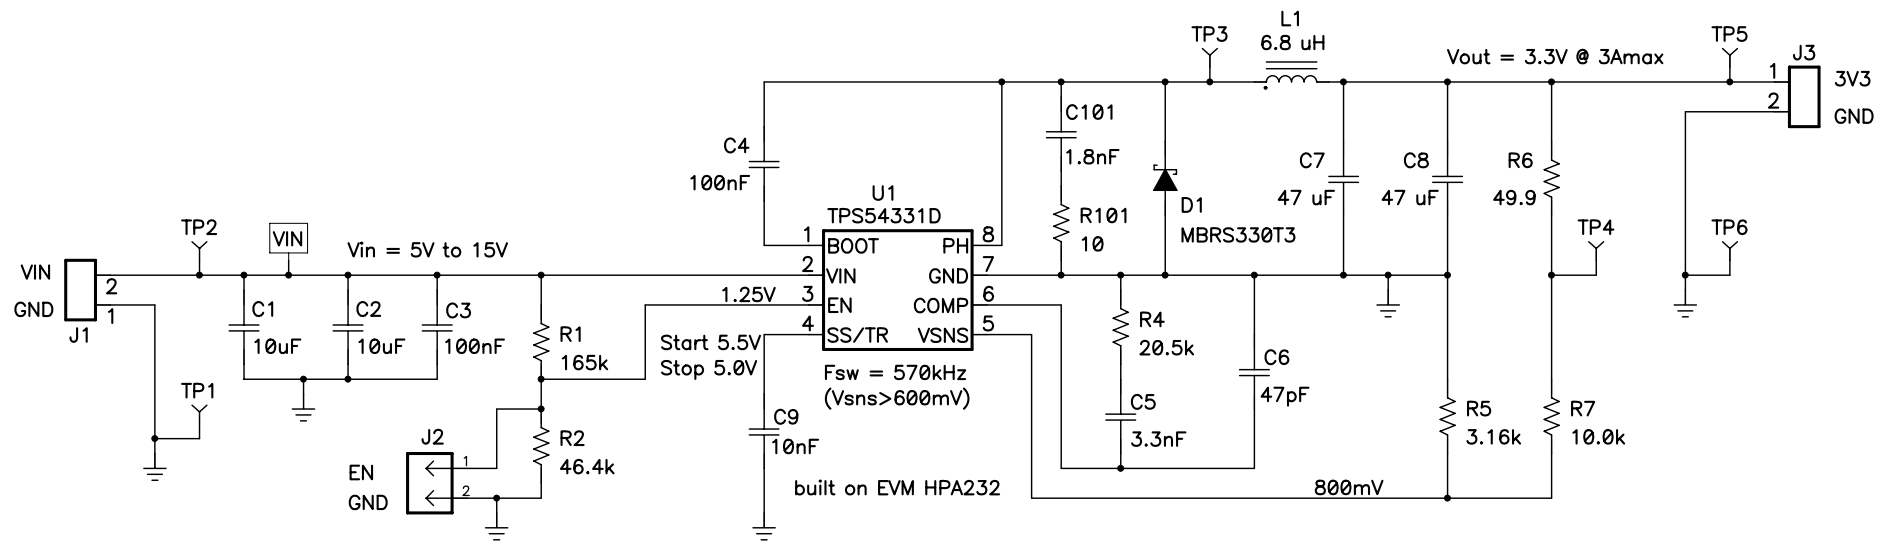 L1
6.8 uH
TP3
Vout = 3.3V @ 3Amax
TP5
J3
1
3V3
2
GND
C4
100nF
C101
1.8nF
R101
10
D1
MBRS330T3
C7
47 uF
C8
47 uF
R6
49.9
TP4
TP6
U1
TPS54331D
1
BOOT
PH
8
2
VIN
GND
7
3
EN
COMP
6
4
SS/TR
VSNS
5
TP2
VIN
Vin = 5V to 15V
VIN
2
GND
1
J1
C1
10uF
C2
10uF
C3
100nF
1.25V
R1
165k
Start 5.5V
Stop 5.0V
Fsw = 570kHz
(Vsns>600mV)
R4
20.5k
C6
47pF
TP1
C9
10nF
C5
3.3nF
R5
3.16k
R7
10.0k
J2
R2
46.4k
EN
1
GND
2
built on EVM HPA232
800mV